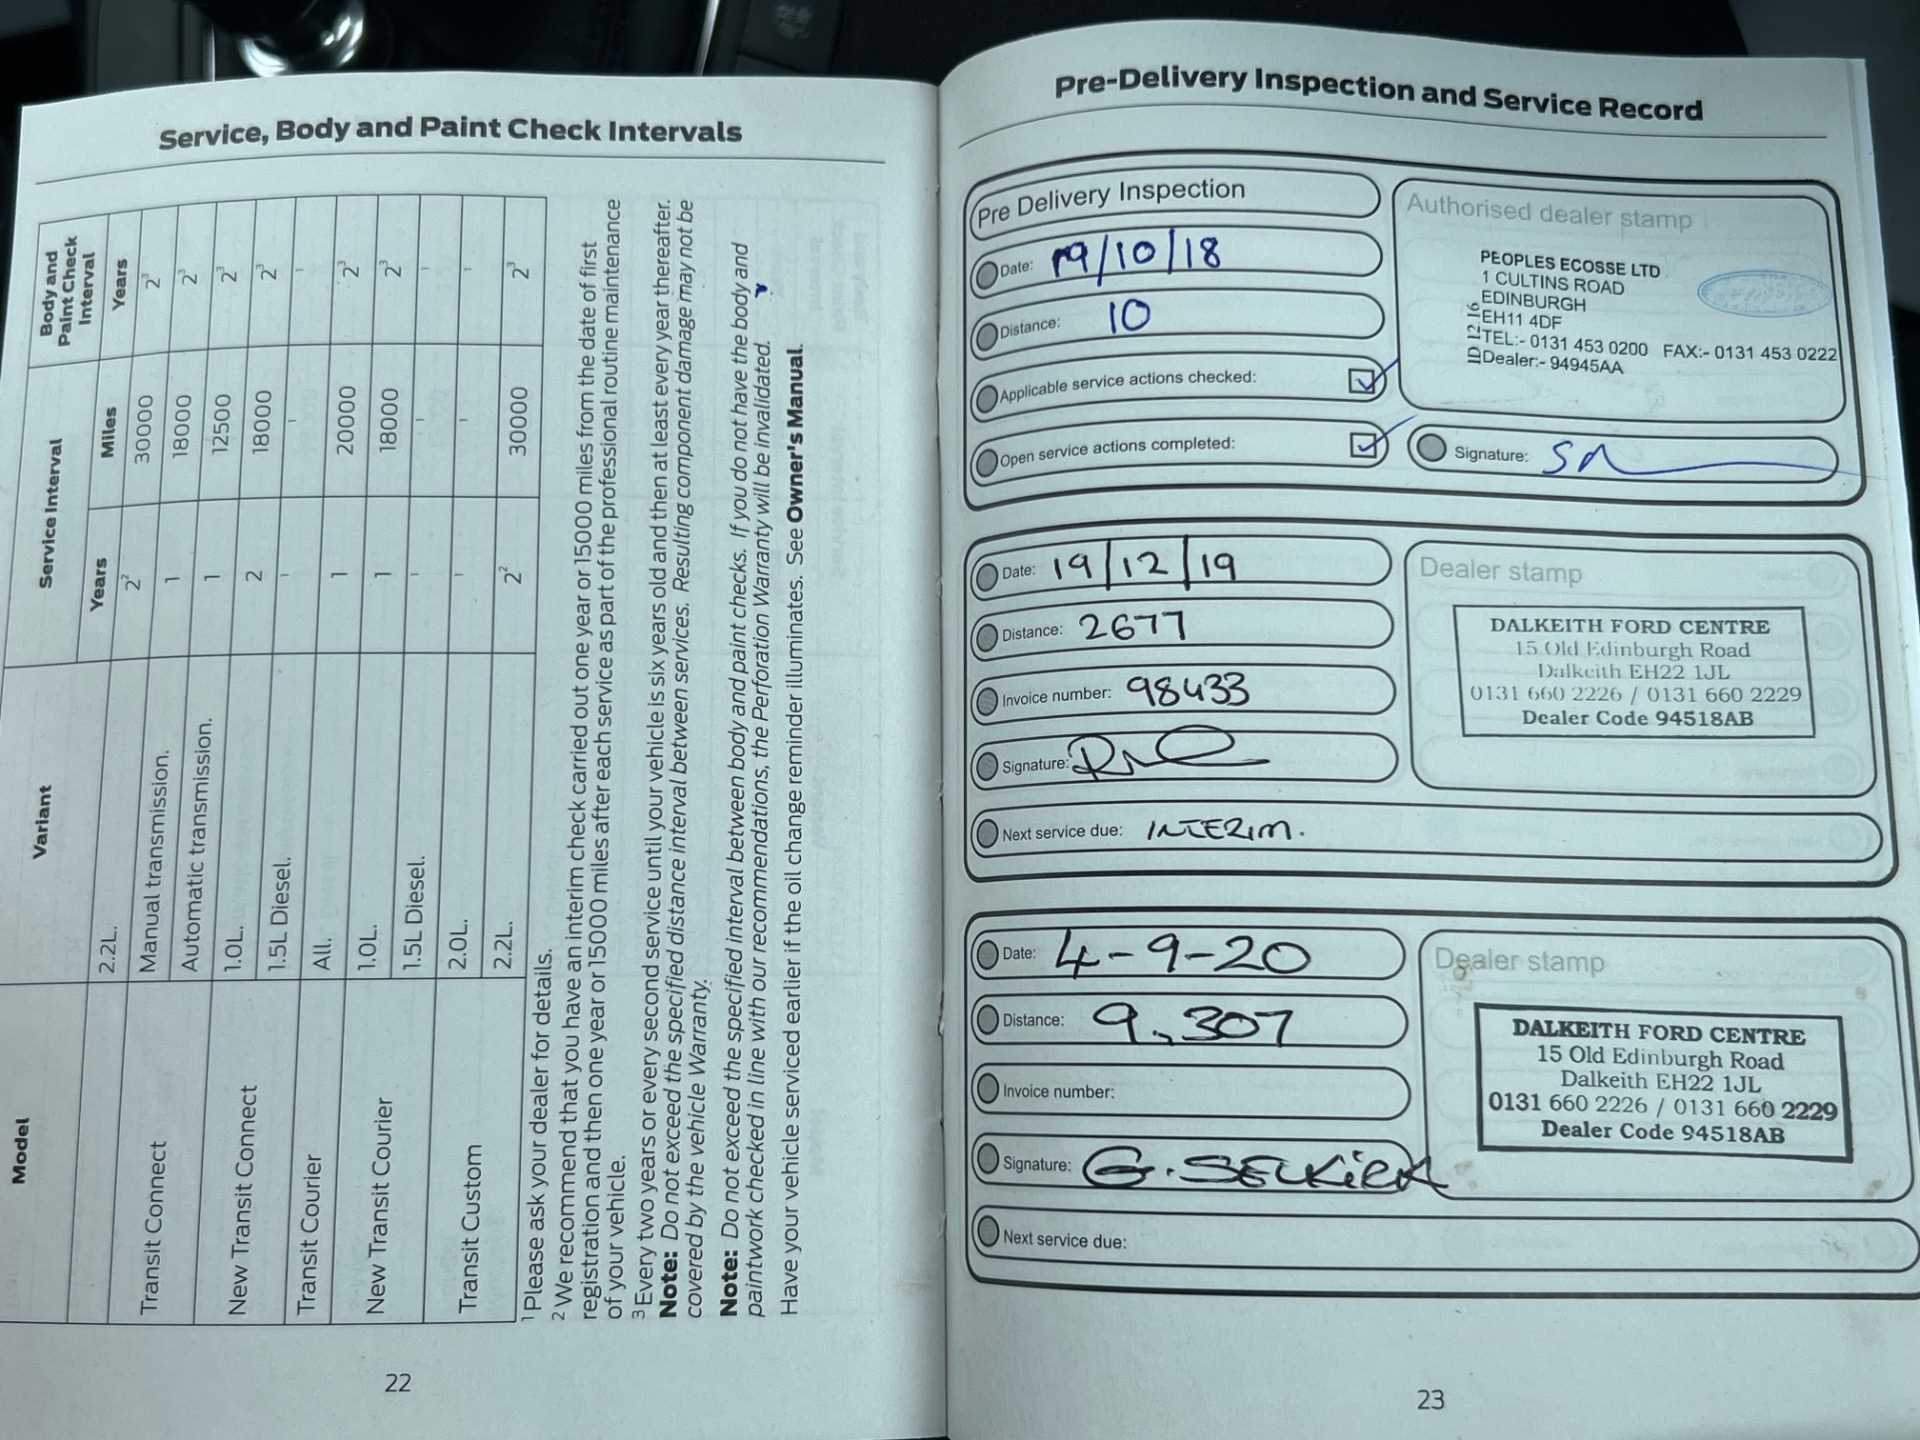 Service, Body and Paint Check Intervals
Model Variant Service Interval Body and Paint Check Interval
Years Miles Years
2.2L. 2² 30000 2³
Transit Connect Manual transmission. 1 18000 2³
Automatic transmission. 1 12500 2³
New Transit Connect 1.0L. 2 18000 2³
1.5L Diesel. - - -
Transit Courier All. 1 20000 2³
New Transit Courier 1.0L. 1 18000 2³
1.5L Diesel. - - -
Transit Custom 2.0L. - - -
2.2L. 2² 30000 2³
1 Please ask your dealer for details.
2 We recommend that you have an interim check carried out one year or 15000 miles from the date of first
registration and then one year or 15000 miles after each service as part of the professional routine maintenance
of your vehicle.
3 Every two years or every second service until your vehicle is six years old and then at least every year thereafter.
Note: Do not exceed the specified distance interval between services. Resulting component damage may not be
covered by the vehicle Warranty.
Note: Do not exceed the specified interval between body and paint checks. If you do not have the body and
paintwork checked in line with our recommendations, the Perforation Warranty will be invalidated.
Have your vehicle serviced earlier if the oil change reminder illuminates. See Owner's Manual.
22
Pre-Delivery Inspection and Service Record
Pre Delivery Inspection
Date: 19/10/18
Distance: 10
Applicable service actions checked:
Open service actions completed:
Authorised dealer stamp
PEOPLES ECOSSE LTD
1 CULTINS ROAD
EDINBURGH
EH11 4DF
TEL:- 0131 453 0200 FAX:- 0131 453 0222
Dealer:- 94945AA
ID 12 16
Signature:
Date: 19/12/19
Distance: 2677
Invoice number: 98433
Signature:
Next service due: INTERIM.
Dealer stamp
DALKEITH FORD CENTRE
15 Old Edinburgh Road
Dalkeith EH22 1JL
0131 660 2226 / 0131 660 2229
Dealer Code 94518AB
Date: 4-9-20
Distance: 9,307
Invoice number:
Signature: G. SELKIRK
Next service due:
Dealer stamp
DALKEITH FORD CENTRE
15 Old Edinburgh Road
Dalkeith EH22 1JL
0131 660 2226 / 0131 660 2229
Dealer Code 94518AB
23